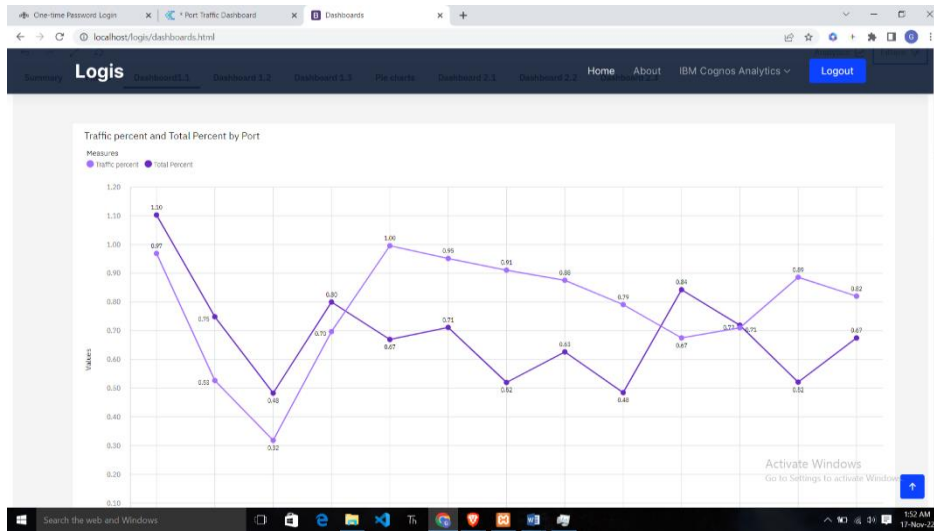 One-time Password Login
* Port Traffic Dashboard
Dashboards
localhost/logis/dashboards.html
Logis
Summary
Dashboard1.1
Dashboard 1.2
Dashboard 1.3
Pie charts
Dashboard 2.1
Dashboard 2.2
Home
About
IBM Cognos Analytics
Logout
Traffic percent and Total Percent by Port
Measures
Traffic percent Total Percent
Values
1.20
1.10
1.00
0.90
0.80
0.70
0.60
0.50
0.40
0.30
0.20
0.10
1.10
0.97
0.75
0.53
0.48
0.32
0.80
0.70
1.00
0.67
0.95
0.71
0.91
0.52
0.88
0.63
0.79
0.48
0.84
0.67
0.72
0.71
0.89
0.52
0.82
0.67
Activate Windows
Go to Settings to activate Windows
Search the web and Windows
1:52 AM
17-Nov-22